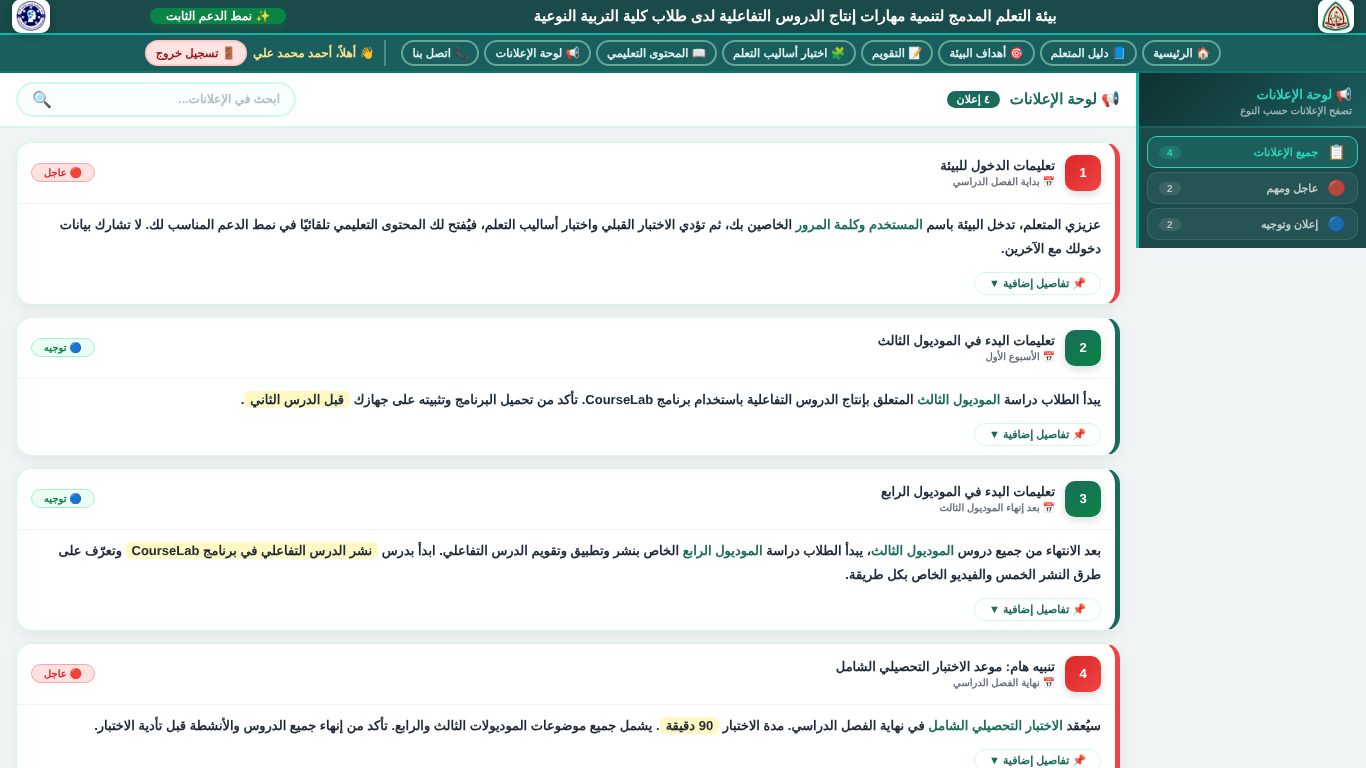 بيئة التعلم المدمج لتنمية مهارات إنتاج الدروس التفاعلية لدى طلاب كلية التربية النوعية
✨ نمط الدعم الثابت
🏠 الرئيسية
📘 دليل المتعلم
🎯 أهداف البيئة
📝 التقويم
🧩 اختبار أساليب التعلم
📖 المحتوى التعليمي
📢 لوحة الإعلانات
📞 اتصل بنا
👋 أهلاً، أحمد محمد علي
🚪 تسجيل خروج
📢 لوحة الإعلانات
تصفح الإعلانات حسب النوع
📋 جميع الإعلانات 4
🔴 عاجل ومهم 2
🔵 إعلان وتوجيه 2
📢 لوحة الإعلانات ٤ إعلان
ابحث في الإعلانات... 🔍
1 تعليمات الدخول للبيئة 🔴 عاجل
📅 بداية الفصل الدراسي
عزيزي المتعلم، تدخل البيئة باسم المستخدم وكلمة المرور الخاصين بك، ثم تؤدي الاختبار القبلي واختبار أساليب التعلم، فيُفتح لك المحتوى التعليمي تلقائيًا في نمط الدعم المناسب لك. لا تشارك بيانات
دخولك مع الآخرين.
📌 تفاصيل إضافية ▼
2 تعليمات البدء في الموديول الثالث 🔵 توجيه
📅 الأسبوع الأول
يبدأ الطلاب دراسة الموديول الثالث المتعلق بإنتاج الدروس التفاعلية باستخدام برنامج CourseLab. تأكد من تحميل البرنامج وتثبيته على جهازك قبل الدرس الثاني .
📌 تفاصيل إضافية ▼
3 تعليمات البدء في الموديول الرابع 🔵 توجيه
📅 بعد إنهاء الموديول الثالث
بعد الانتهاء من جميع دروس الموديول الثالث، يبدأ الطلاب دراسة الموديول الرابع الخاص بنشر وتطبيق وتقويم الدرس التفاعلي. ابدأ بدرس نشر الدرس التفاعلي في برنامج CourseLab وتعرّف على
طرق النشر الخمس والفيديو الخاص بكل طريقة.
📌 تفاصيل إضافية ▼
4 تنبيه هام: موعد الاختبار التحصيلي الشامل 🔴 عاجل
📅 نهاية الفصل الدراسي
سيُعقد الاختبار التحصيلي الشامل في نهاية الفصل الدراسي. مدة الاختبار 90 دقيقة . يشمل جميع موضوعات الموديولات الثالث والرابع. تأكد من إنهاء جميع الدروس والأنشطة قبل تأدية الاختبار.
📌 تفاصيل إضافية ▼